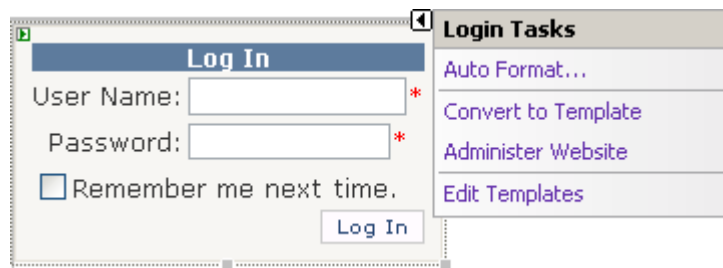 Log In
User Name: *
Password: *
Remember me next time.
Log In
Login Tasks
Auto Format...
Convert to Template
Administer Website
Edit Templates